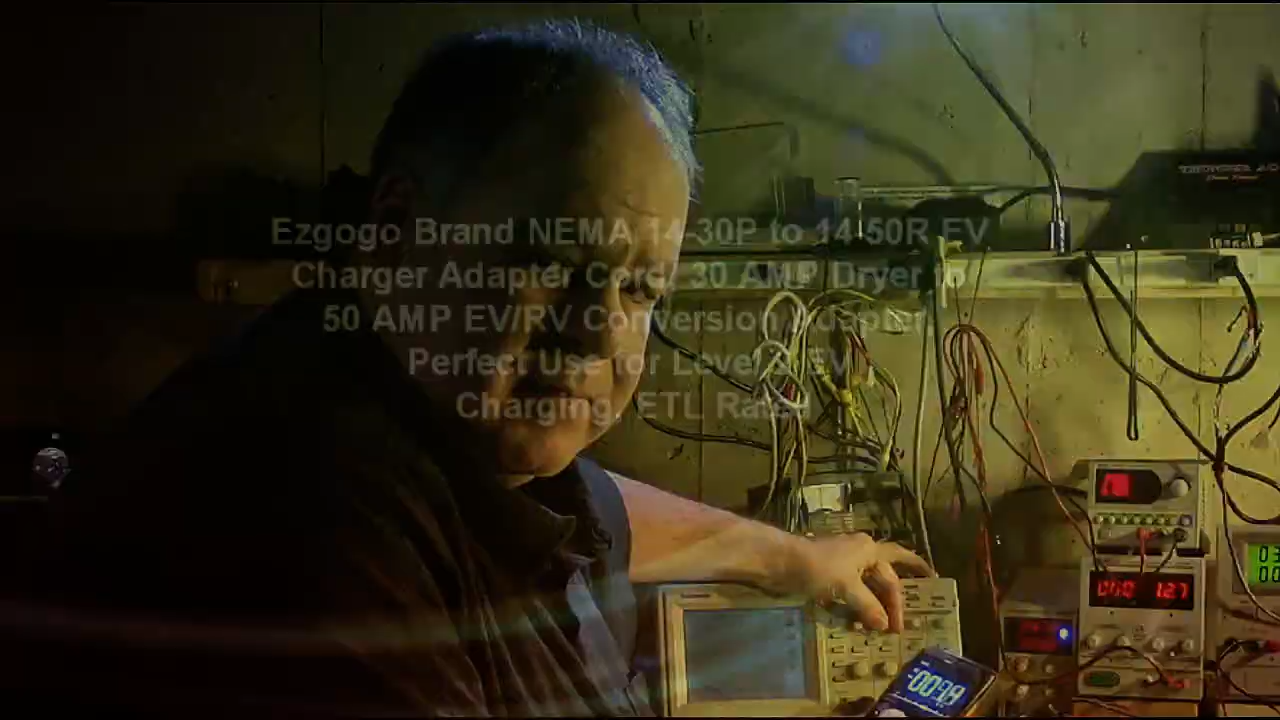 Ezgogo Brand NEMA 14-30P to 14-50R EV
Charger Adapter Cord, 30 AMP Dryer to
50 AMP EV/RV Conversion Adapter
Perfect Use for Level 2 EV
Charging, ETL Rated
127